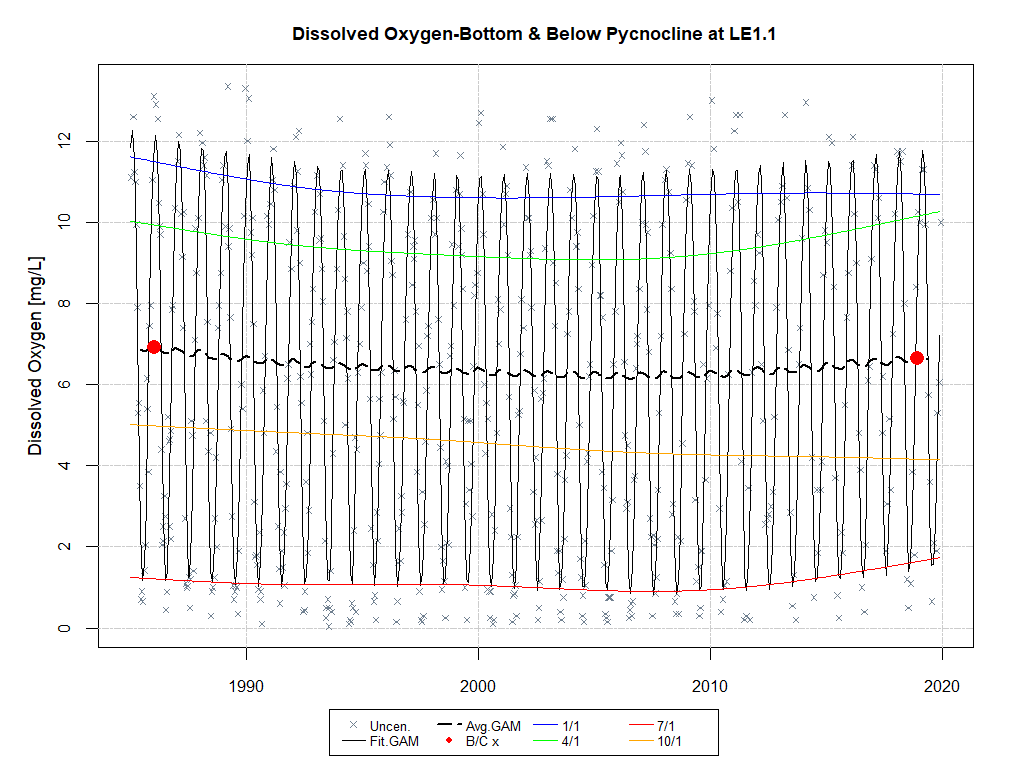 Dissolved Oxygen-Bottom & Below Pycnocline at LE1.1
Dissolved Oxygen [mg/L]
12
10
8
6
4
2
0
1990 2000 2010 2020
Uncen. Avg.GAM 1/1 7/1
Fit.GAM B/C x 4/1 10/1